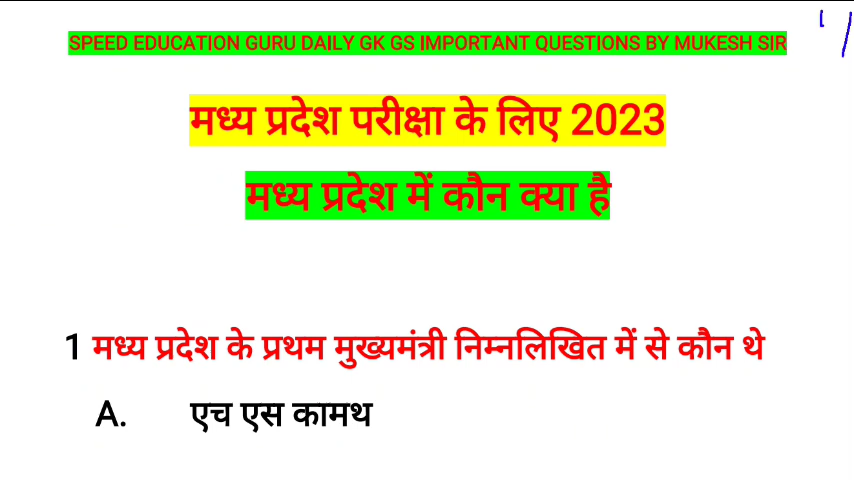 SPEED EDUCATION GURU DAILY GK GS IMPORTANT QUESTIONS BY MUKESH SIR
मध्य प्रदेश परीक्षा के लिए 2023
मध्य प्रदेश में कौन क्या है
1 मध्य प्रदेश के प्रथम मुख्यमंत्री निम्नलिखित में से कौन थे
A. एच एस कामथ